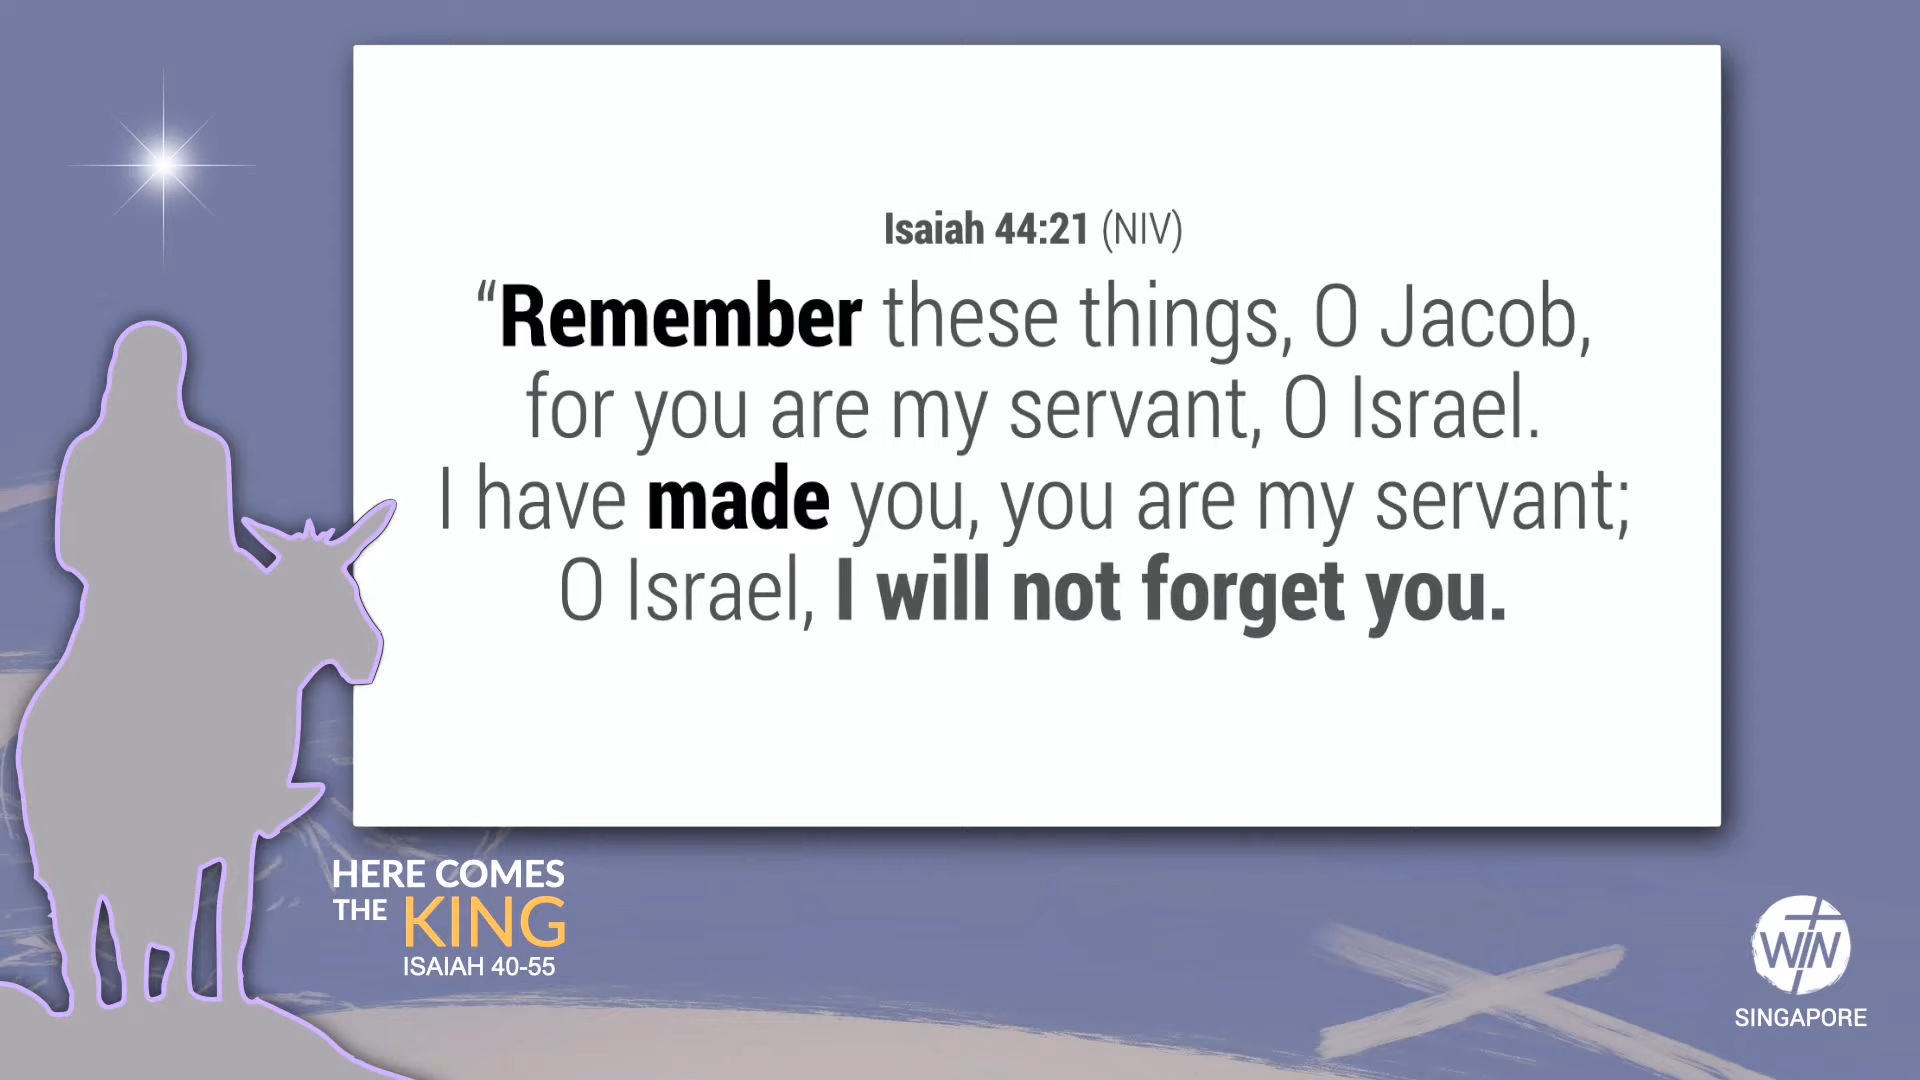 Isaiah 44:21 (NIV)
“Remember these things, O Jacob,
for you are my servant, O Israel.
I have made you, you are my servant;
O Israel, I will not forget you.
HERE COMES
THE KING
ISAIAH 40-55
WIN
SINGAPORE